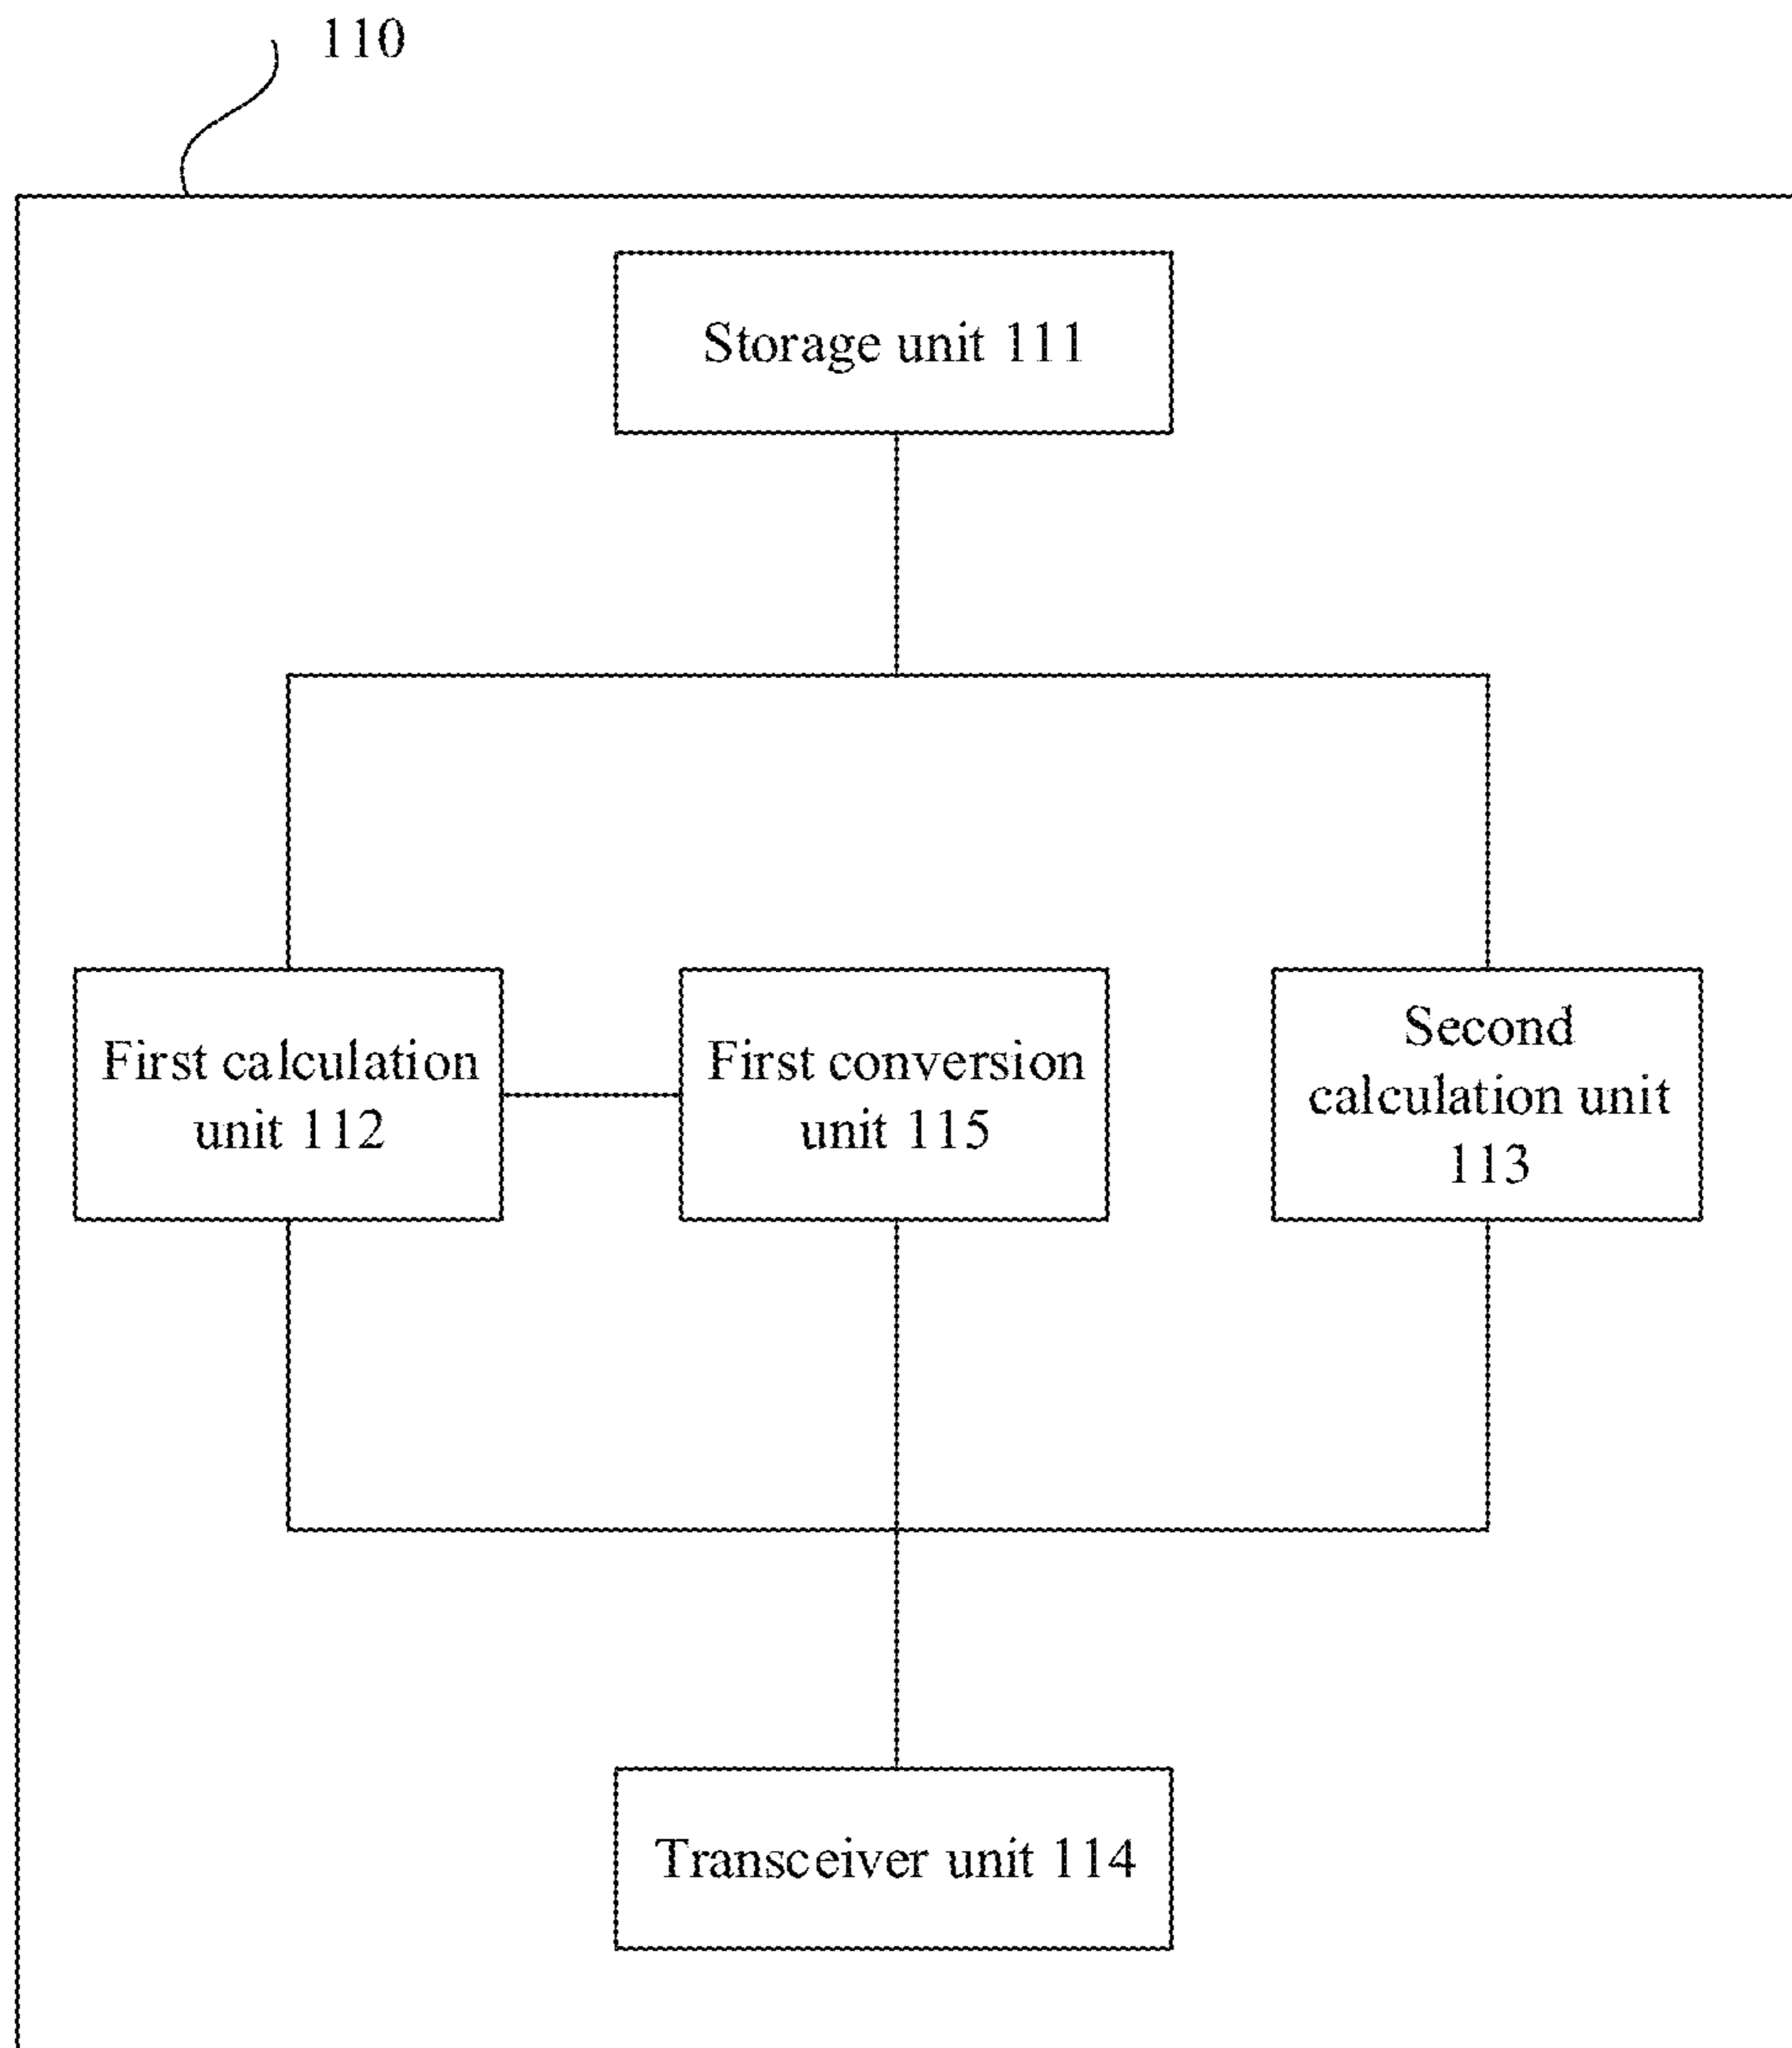 110
Storage unit 111
First calculation
unit 112
First conversion
unit 115
Second
calculation unit
113
Transceiver unit 114